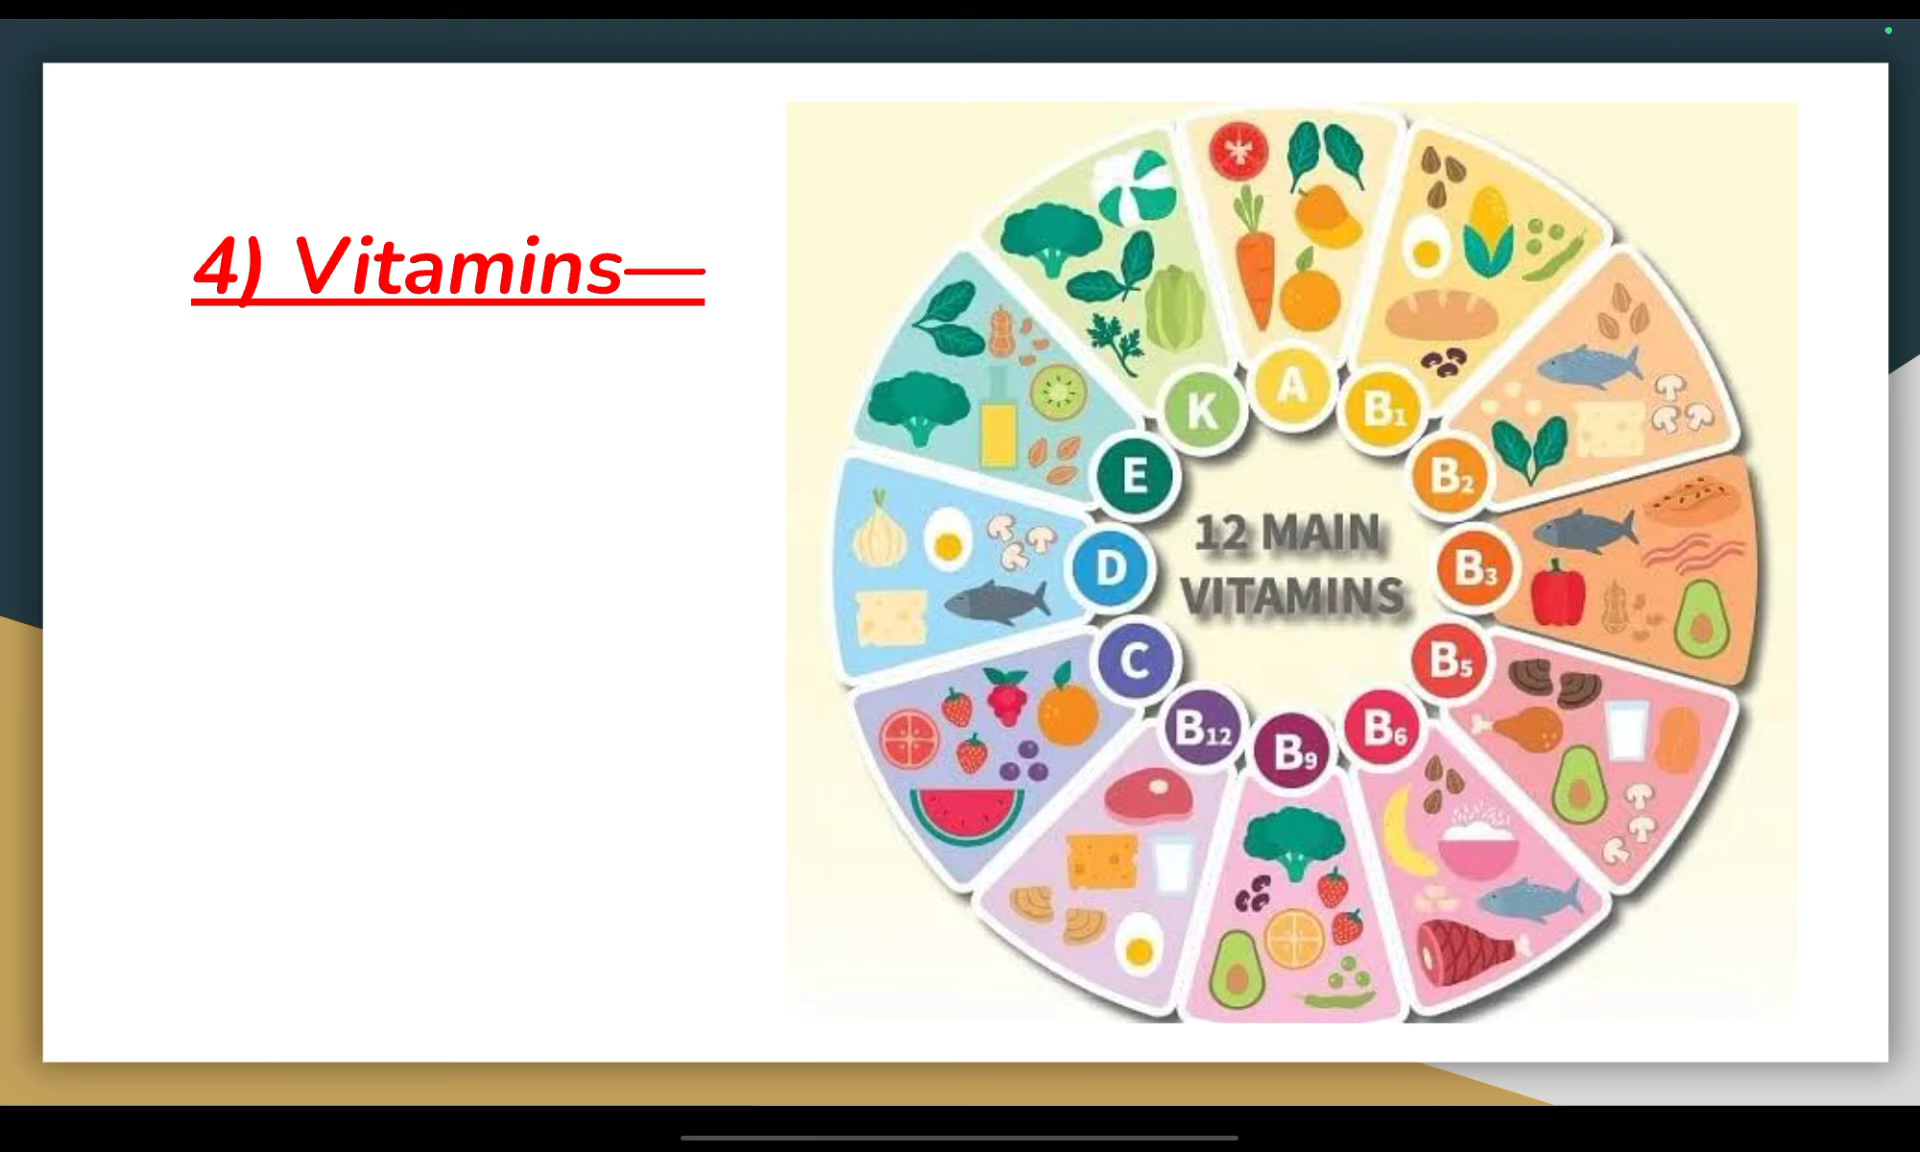 4) Vitamins—
12 MAIN
VITAMINS
A
B1
B2
B3
B5
B6
B9
B12
C
D
E
K